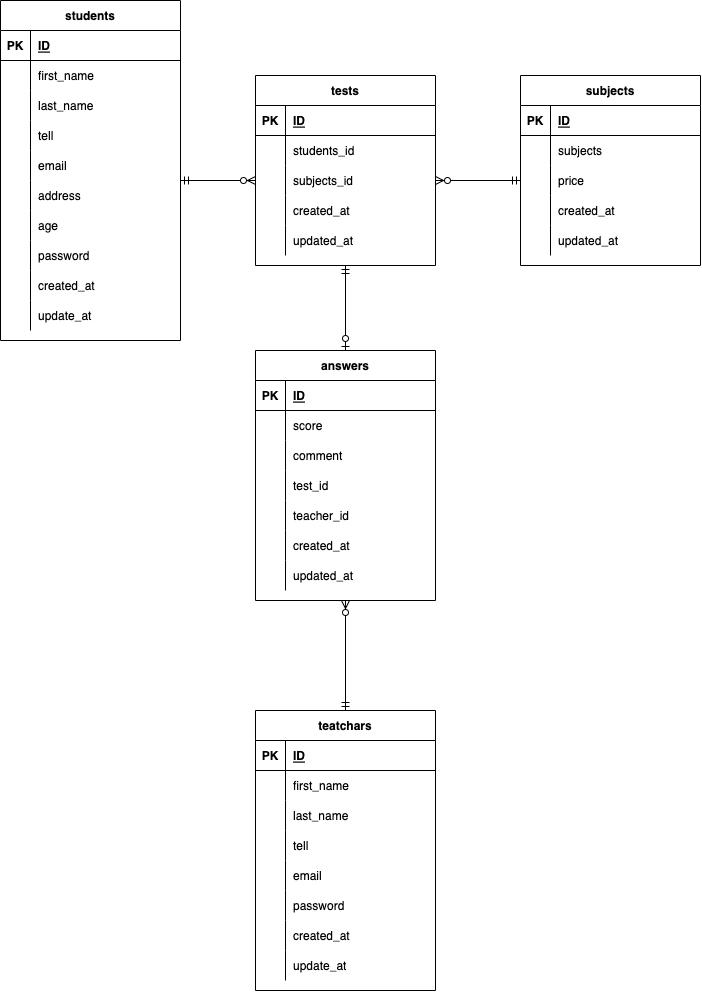 students
PK ID
first_name
last_name
tell
email
address
age
password
created_at
update_at
tests
PK ID
students_id
subjects_id
created_at
updated_at
subjects
PK ID
subjects
price
created_at
updated_at
answers
PK ID
score
comment
test_id
teacher_id
created_at
updated_at
teatchars
PK ID
first_name
last_name
tell
email
password
created_at
update_at